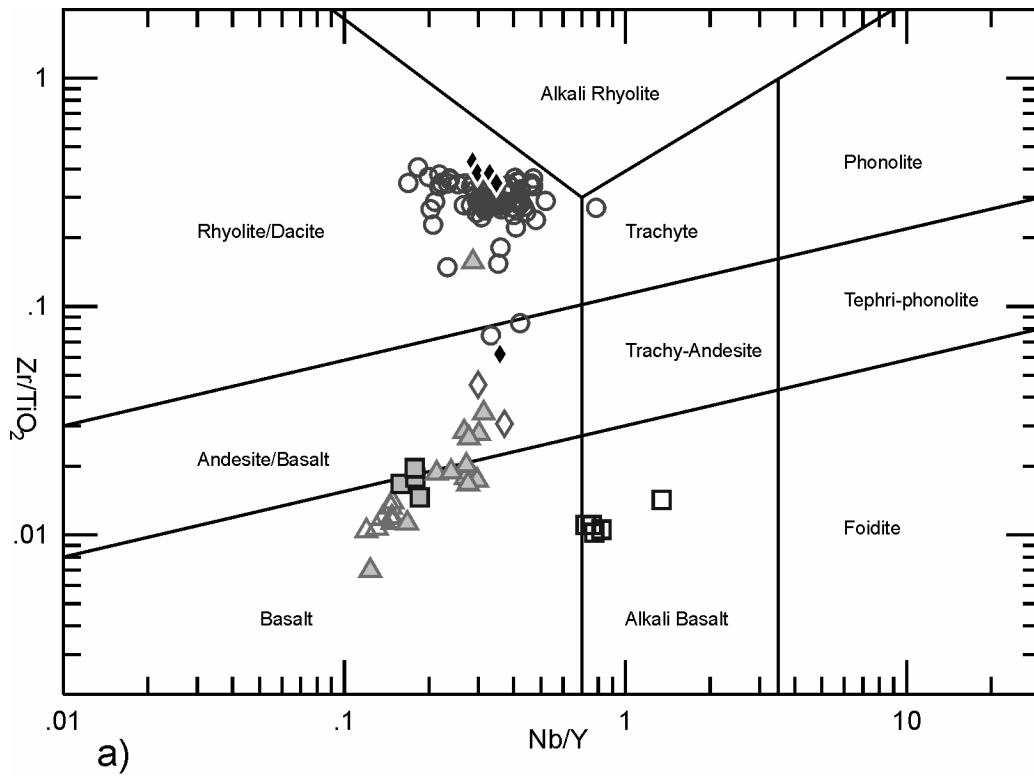 1
Alkali Rhyolite
Phonolite
Rhyolite/Dacite
Trachyte
.1
Tephri-phonolite
Trachy-Andesite
Zr/TiO2
Andesite/Basalt
.01
Foidite
Basalt
Alkali Basalt
.01
.1
1
10
Nb/Y
a)